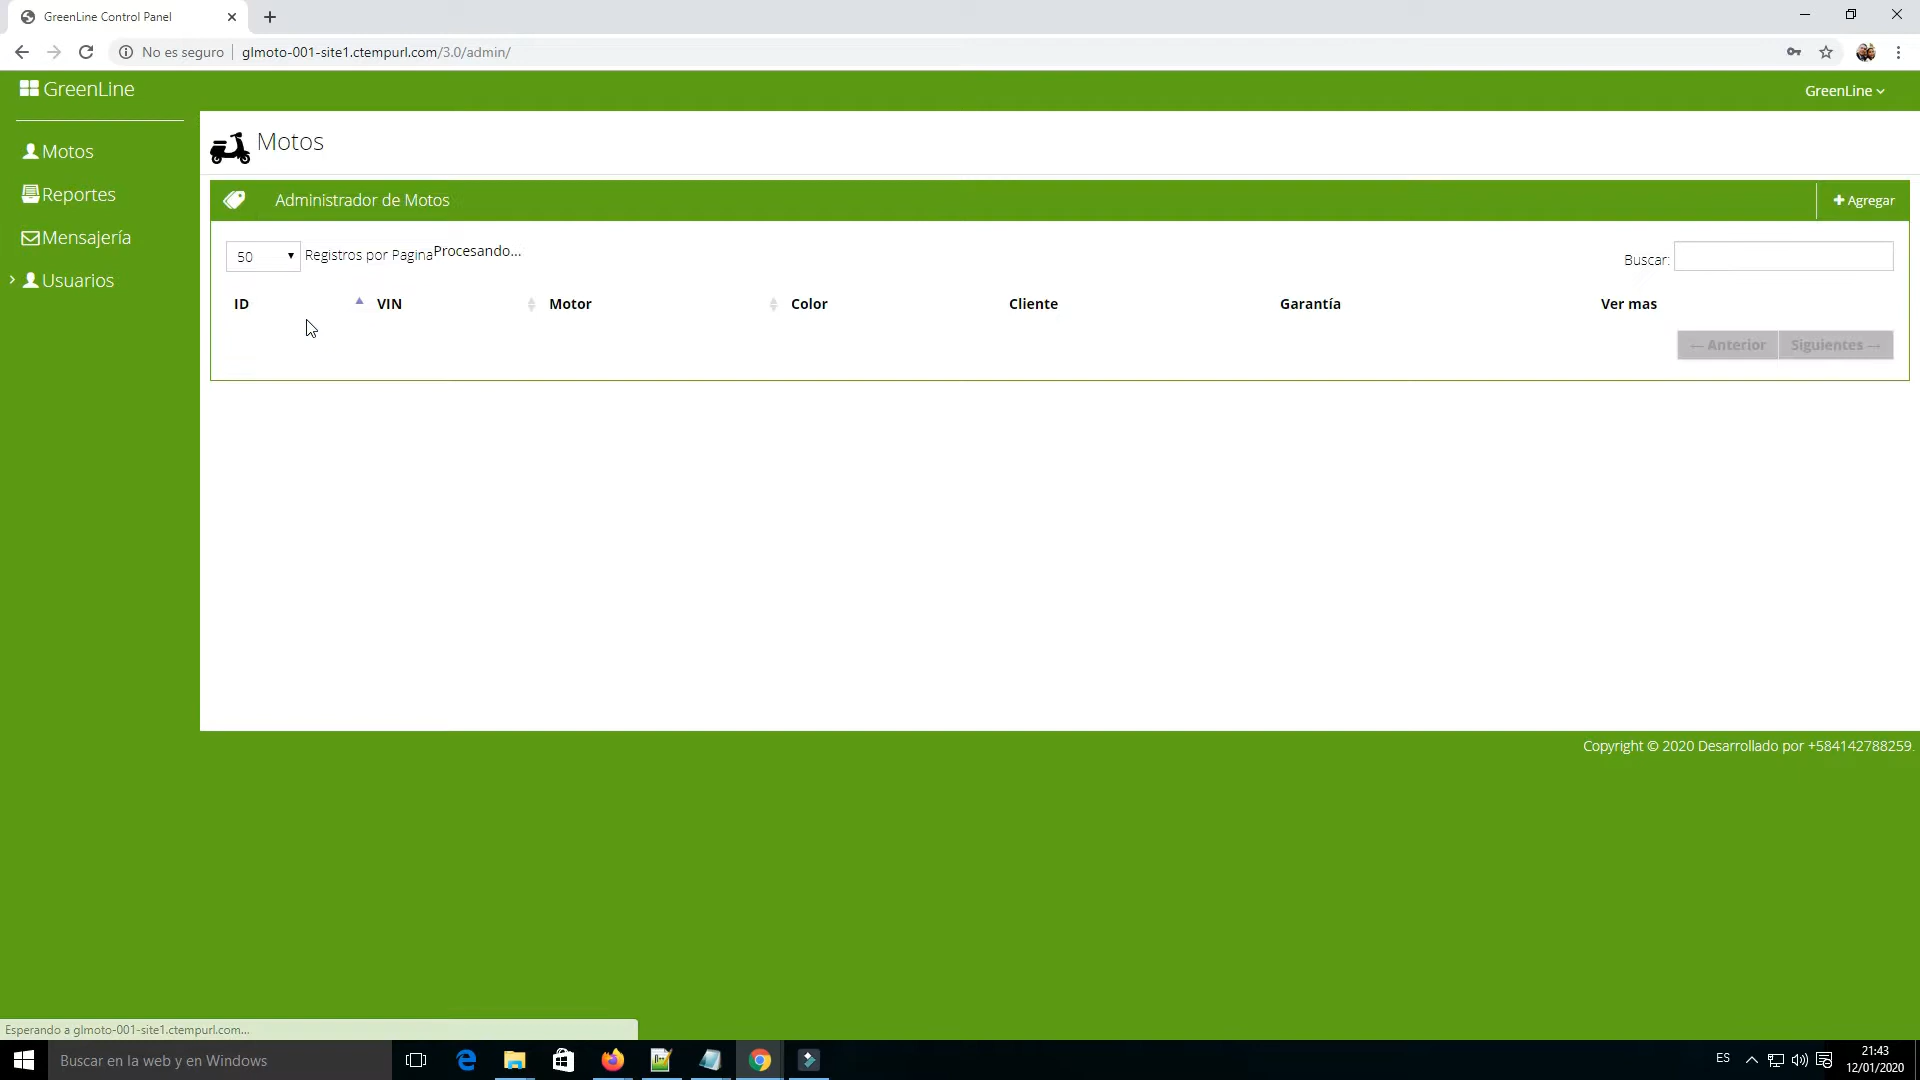 GreenLine Control Panel
No es seguro glmoto-001-site1.ctempurl.com/3.0/admin/
GreenLine
GreenLine
Motos
Reportes
Mensajería
Usuarios
Motos
Administrador de Motos
Agregar
50 Registros por Pagina Procesando...
Buscar:
ID VIN Motor Color Cliente Garantía Ver mas
← Anterior Siguientes →
Copyright © 2020 Desarrollado por +584142788259.
Esperando a glmoto-001-site1.ctempurl.com...
Buscar en la web y en Windows
ES
21:43
12/01/2020